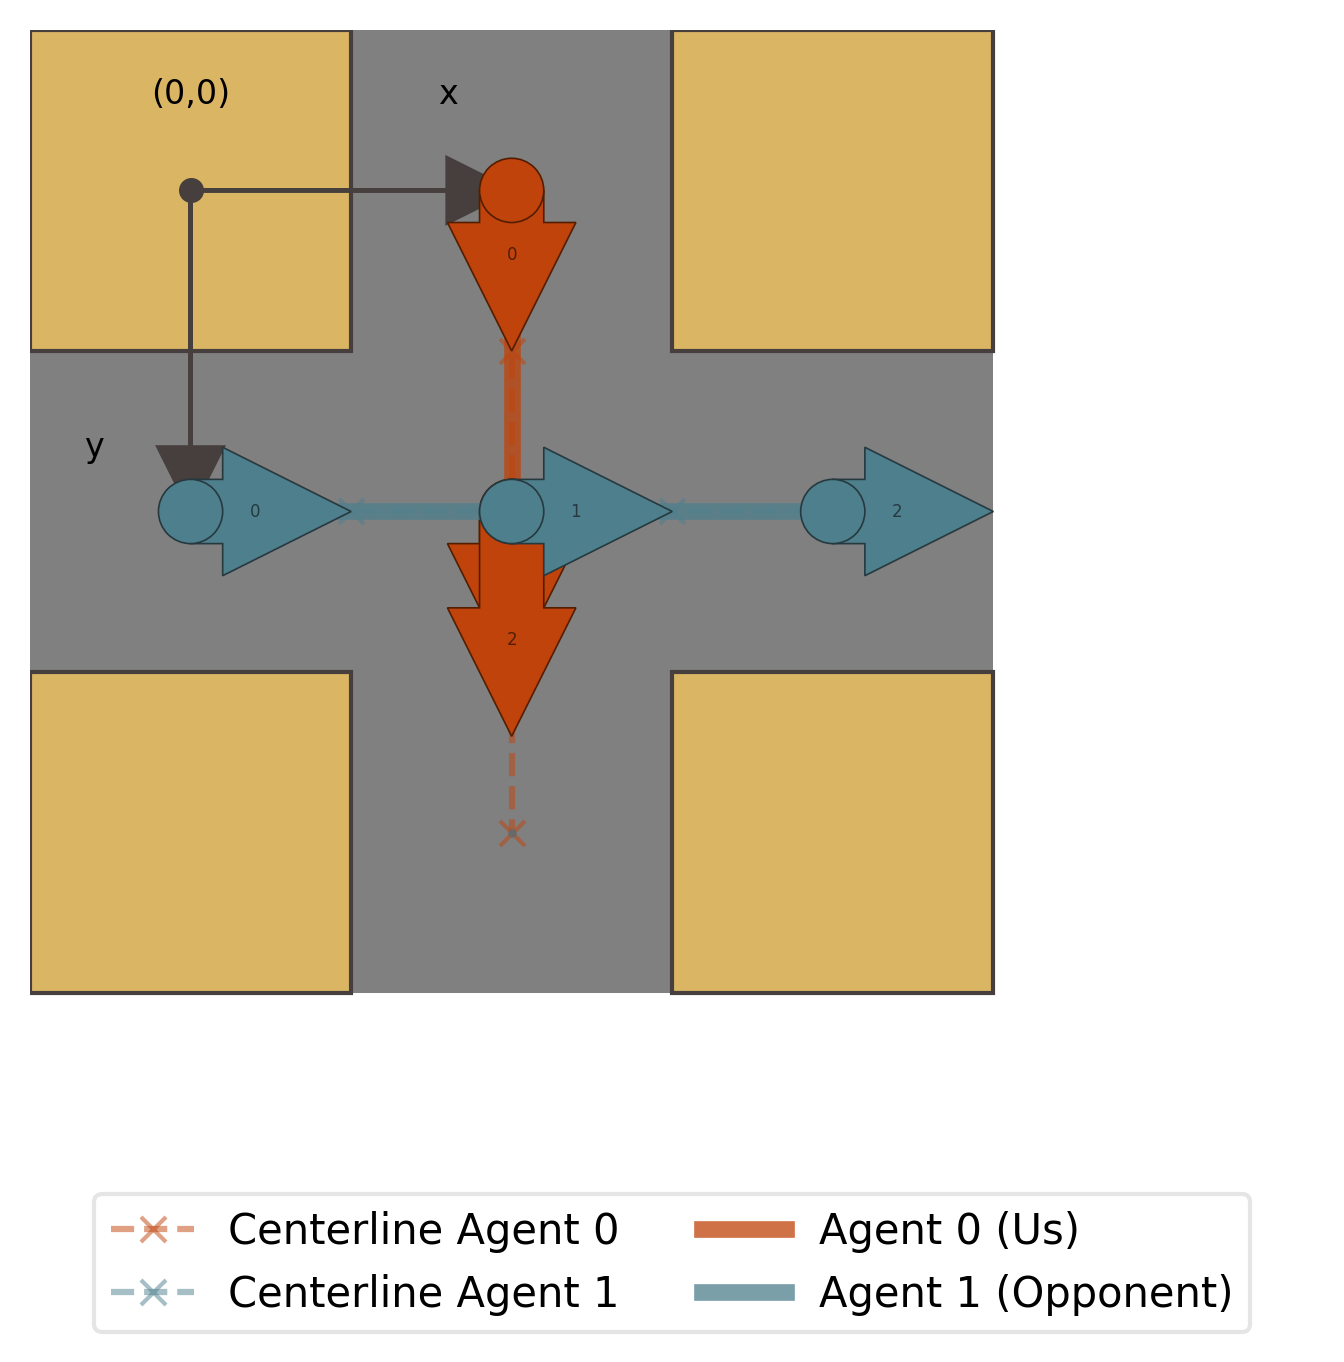 (0,0)
x
0
y
0
1
2
2
Centerline Agent 0
Centerline Agent 1
Agent 0 (Us)
Agent 1 (Opponent)